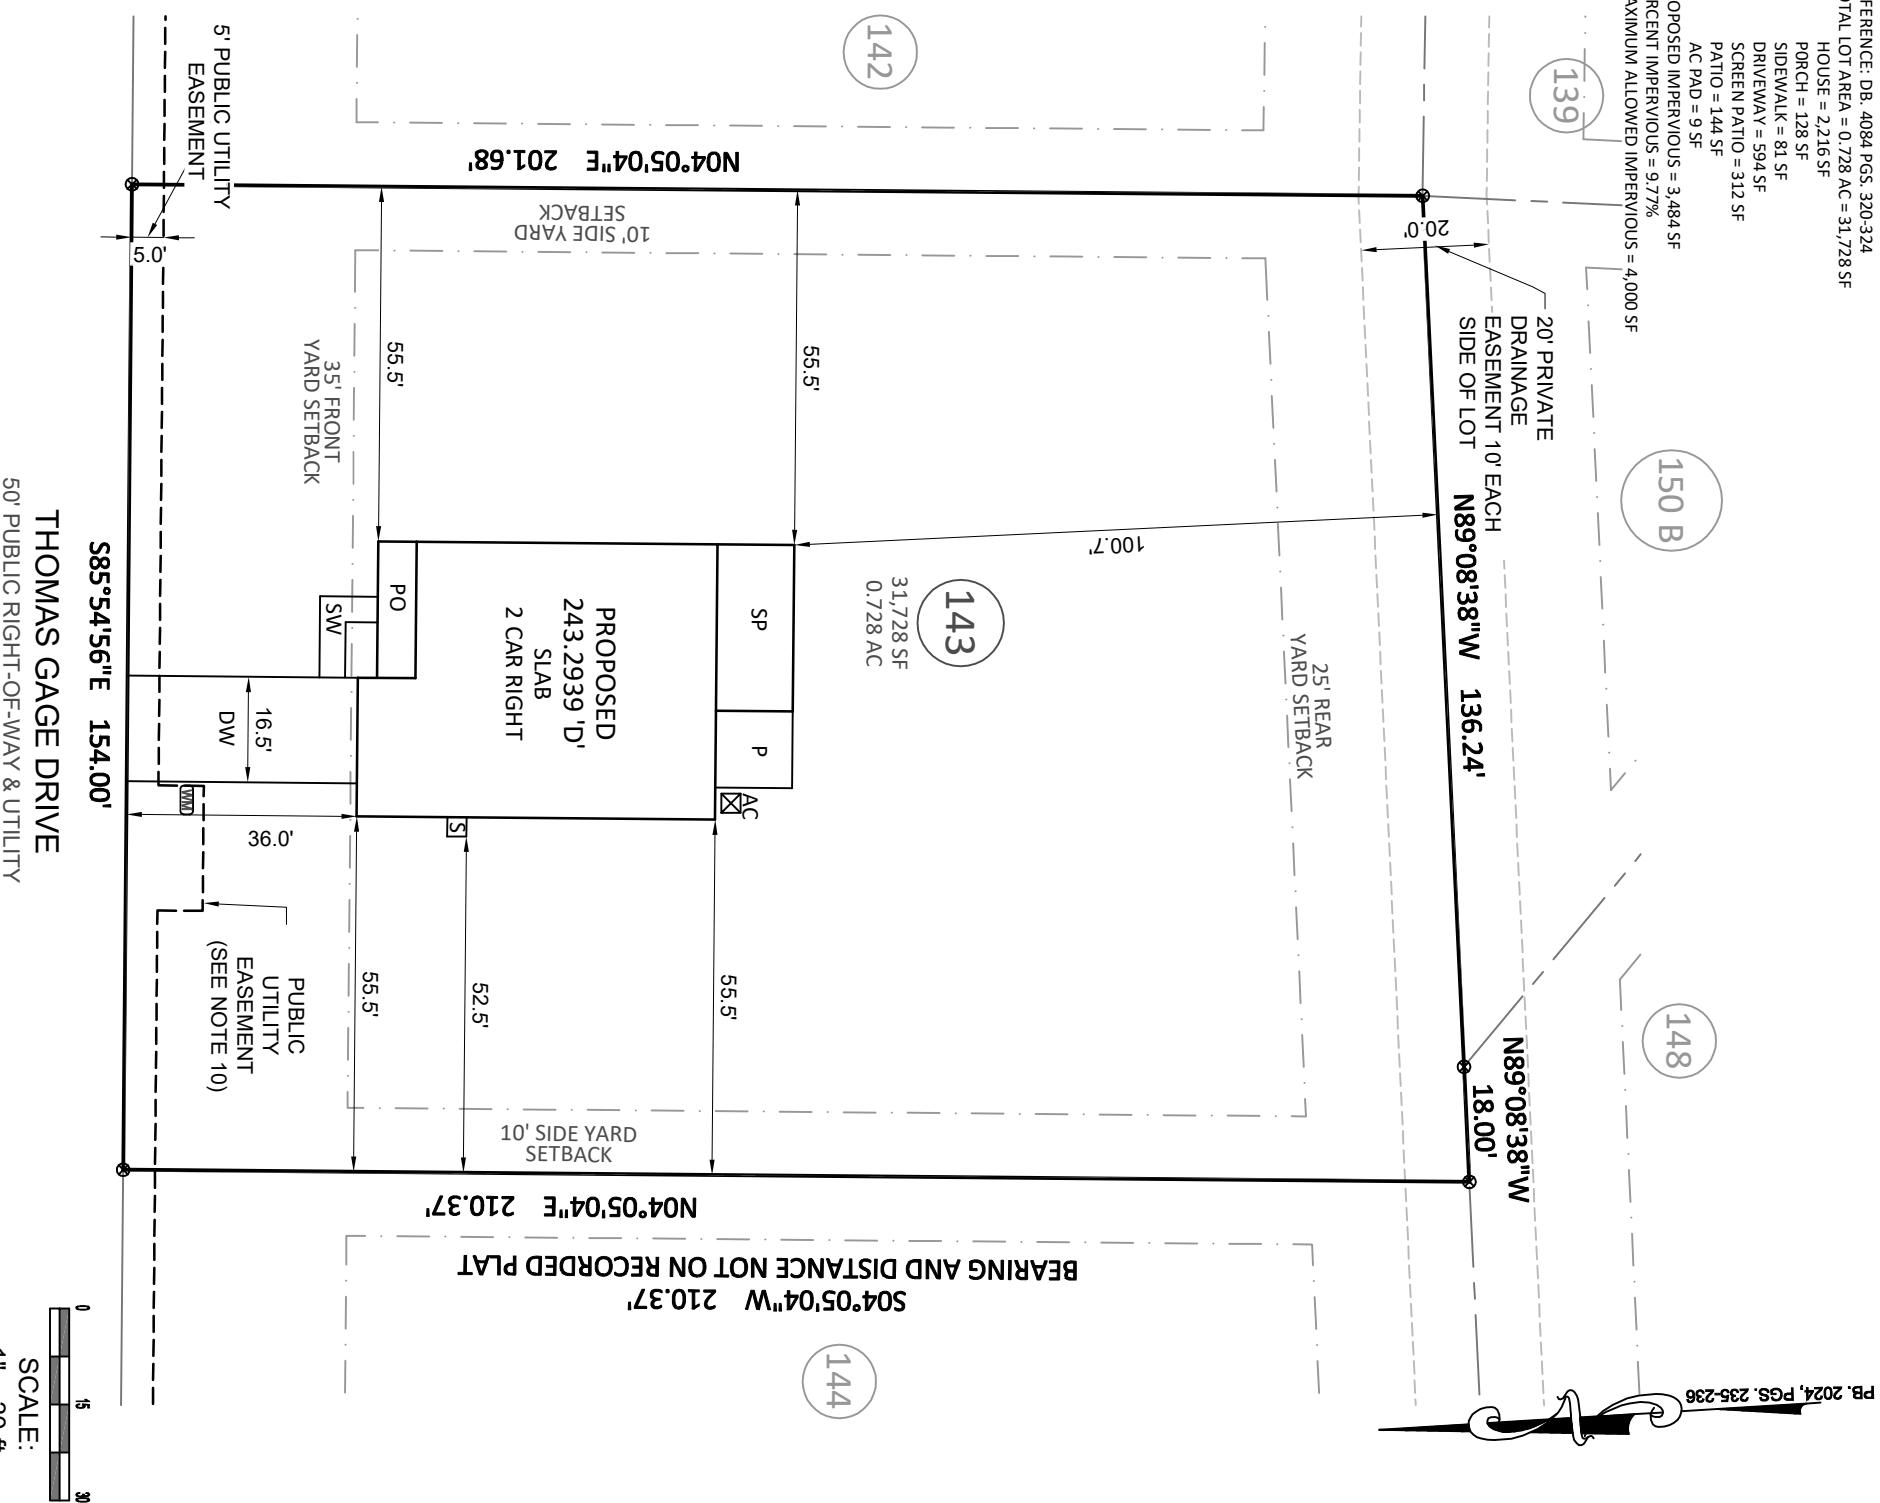 FERENCE: DB. 4084 PGS. 320-324
OTAL LOT AREA = 0.728 AC = 31,728 SF
HOUSE = 2,216 SF
PORCH = 128 SF
SIDEWALK = 81 SF
DRIVEWAY = 594 SF
SCREEN PATIO = 312 SF
PATIO = 144 SF
AC PAD = 9 SF
OPOSED IMPERVIOUS = 3,484 SF
RCENT IMPERVIOUS = 9.77%
AXIMUM ALLOWED IMPERVIOUS = 4,000 SF
139
150 B
148
PB. 2024, PGS. 235-236
N
20.0'
20' PRIVATE
DRAINAGE
EASEMENT 10' EACH
SIDE OF LOT
N89°08'38"W 136.24'
N89°08'38"W
18.00'
142
N04°05'04"E 201.68'
10' SIDE YARD
SETBACK
25' REAR
YARD SETBACK
100.7'
143
31,728 SF
0.728 AC
55.5'
55.5'
SP
P
AC
PROPOSED
243.2939 'D'
SLAB
2 CAR RIGHT
PO
SW
S
55.5'
52.5'
55.5'
10' SIDE YARD
SETBACK
N04°05'04"E 210.37'
BEARING AND DISTANCE NOT ON RECORDED PLAT
S04°05'04"W 210.37'
144
35' FRONT
YARD SETBACK
16.5'
DW
36.0'
WM
PUBLIC
UTILITY
EASEMENT
(SEE NOTE 10)
5' PUBLIC UTILITY
EASEMENT
5.0'
S85°54'56"E 154.00'
THOMAS GAGE DRIVE
50' PUBLIC RIGHT-OF-WAY & UTILITY
0 15 30
SCALE: